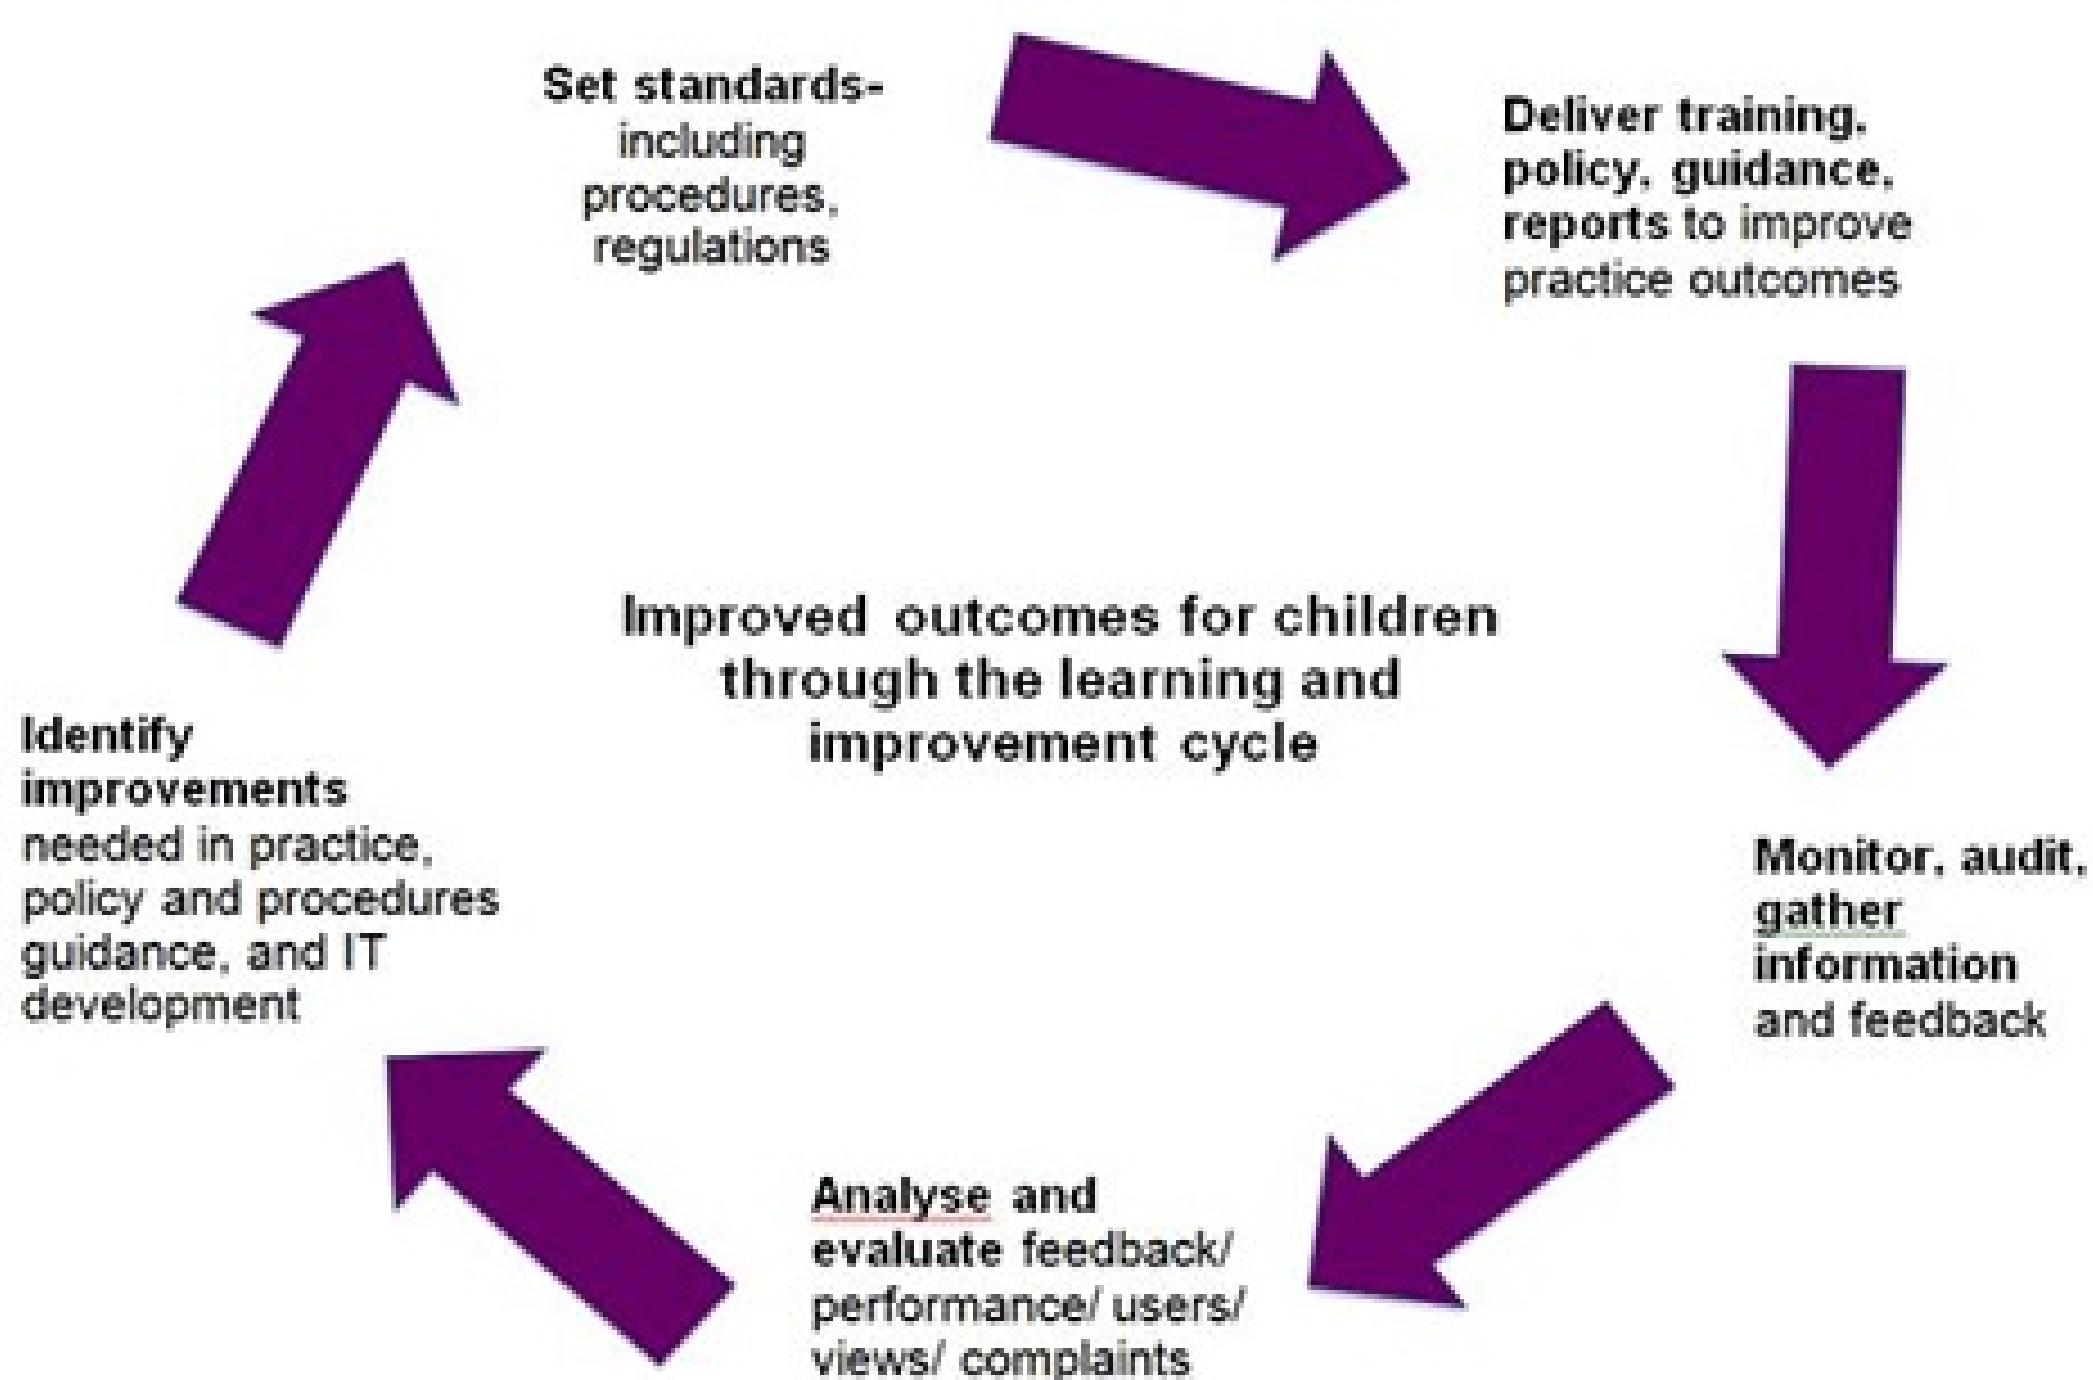 Set standards-
including
procedures,
regulations
Deliver training,
policy, guidance,
reports to improve
practice outcomes
Improved outcomes for children
through the learning and
improvement cycle
Monitor, audit,
gather
information
and feedback
Analyse and
evaluate feedback/
performance/ users/
views/ complaints
Identify
improvements
needed in practice,
policy and procedures
guidance, and IT
development